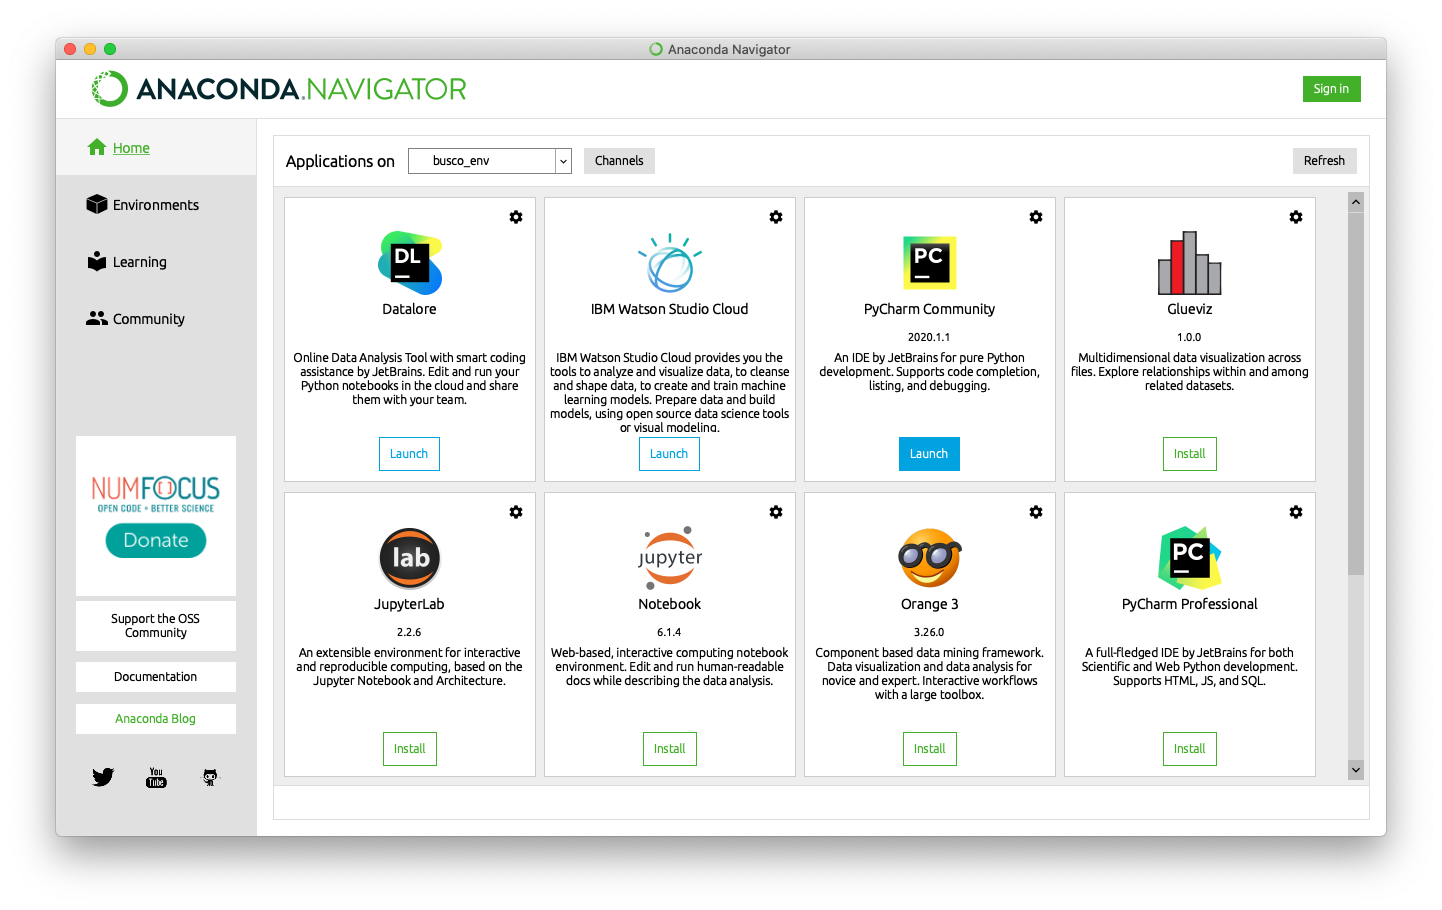 Anaconda Navigator
ANACONDA.NAVIGATOR
Sign in
Home
Environments
Learning
Community
NUMFOCUS
OPEN CODE = BETTER SCIENCE
Donate
Support the OSS
Community
Documentation
Anaconda Blog
You
Tube
Applications on
busco_env
Channels
Refresh
DL
Datalore
Online Data Analysis Tool with smart coding
assistance by JetBrains. Edit and run your
Python notebooks in the cloud and share
them with your team.
Launch
IBM Watson Studio Cloud
IBM Watson Studio Cloud provides you the
tools to analyze and visualize data, to cleanse
and shape data, to create and train machine
learning models. Prepare data and build
models, using open source data science tools
or visual modeling.
Launch
PC
PyCharm Community
2020.1.1
An IDE by JetBrains for pure Python
development. Supports code completion,
listing, and debugging.
Launch
Glueviz
1.0.0
Multidimensional data visualization across
files. Explore relationships within and among
related datasets.
Install
lab
JupyterLab
2.2.6
An extensible environment for interactive
and reproducible computing, based on the
Jupyter Notebook and Architecture.
Install
jupyter
Notebook
6.1.4
Web-based, interactive computing notebook
environment. Edit and run human-readable
docs while describing the data analysis.
Install
Orange 3
3.26.0
Component based data mining framework.
Data visualization and data analysis for
novice and expert. Interactive workflows
with a large toolbox.
Install
PC
PyCharm Professional
A full-fledged IDE by JetBrains for both
Scientific and Web Python development.
Supports HTML, JS, and SQL.
Install